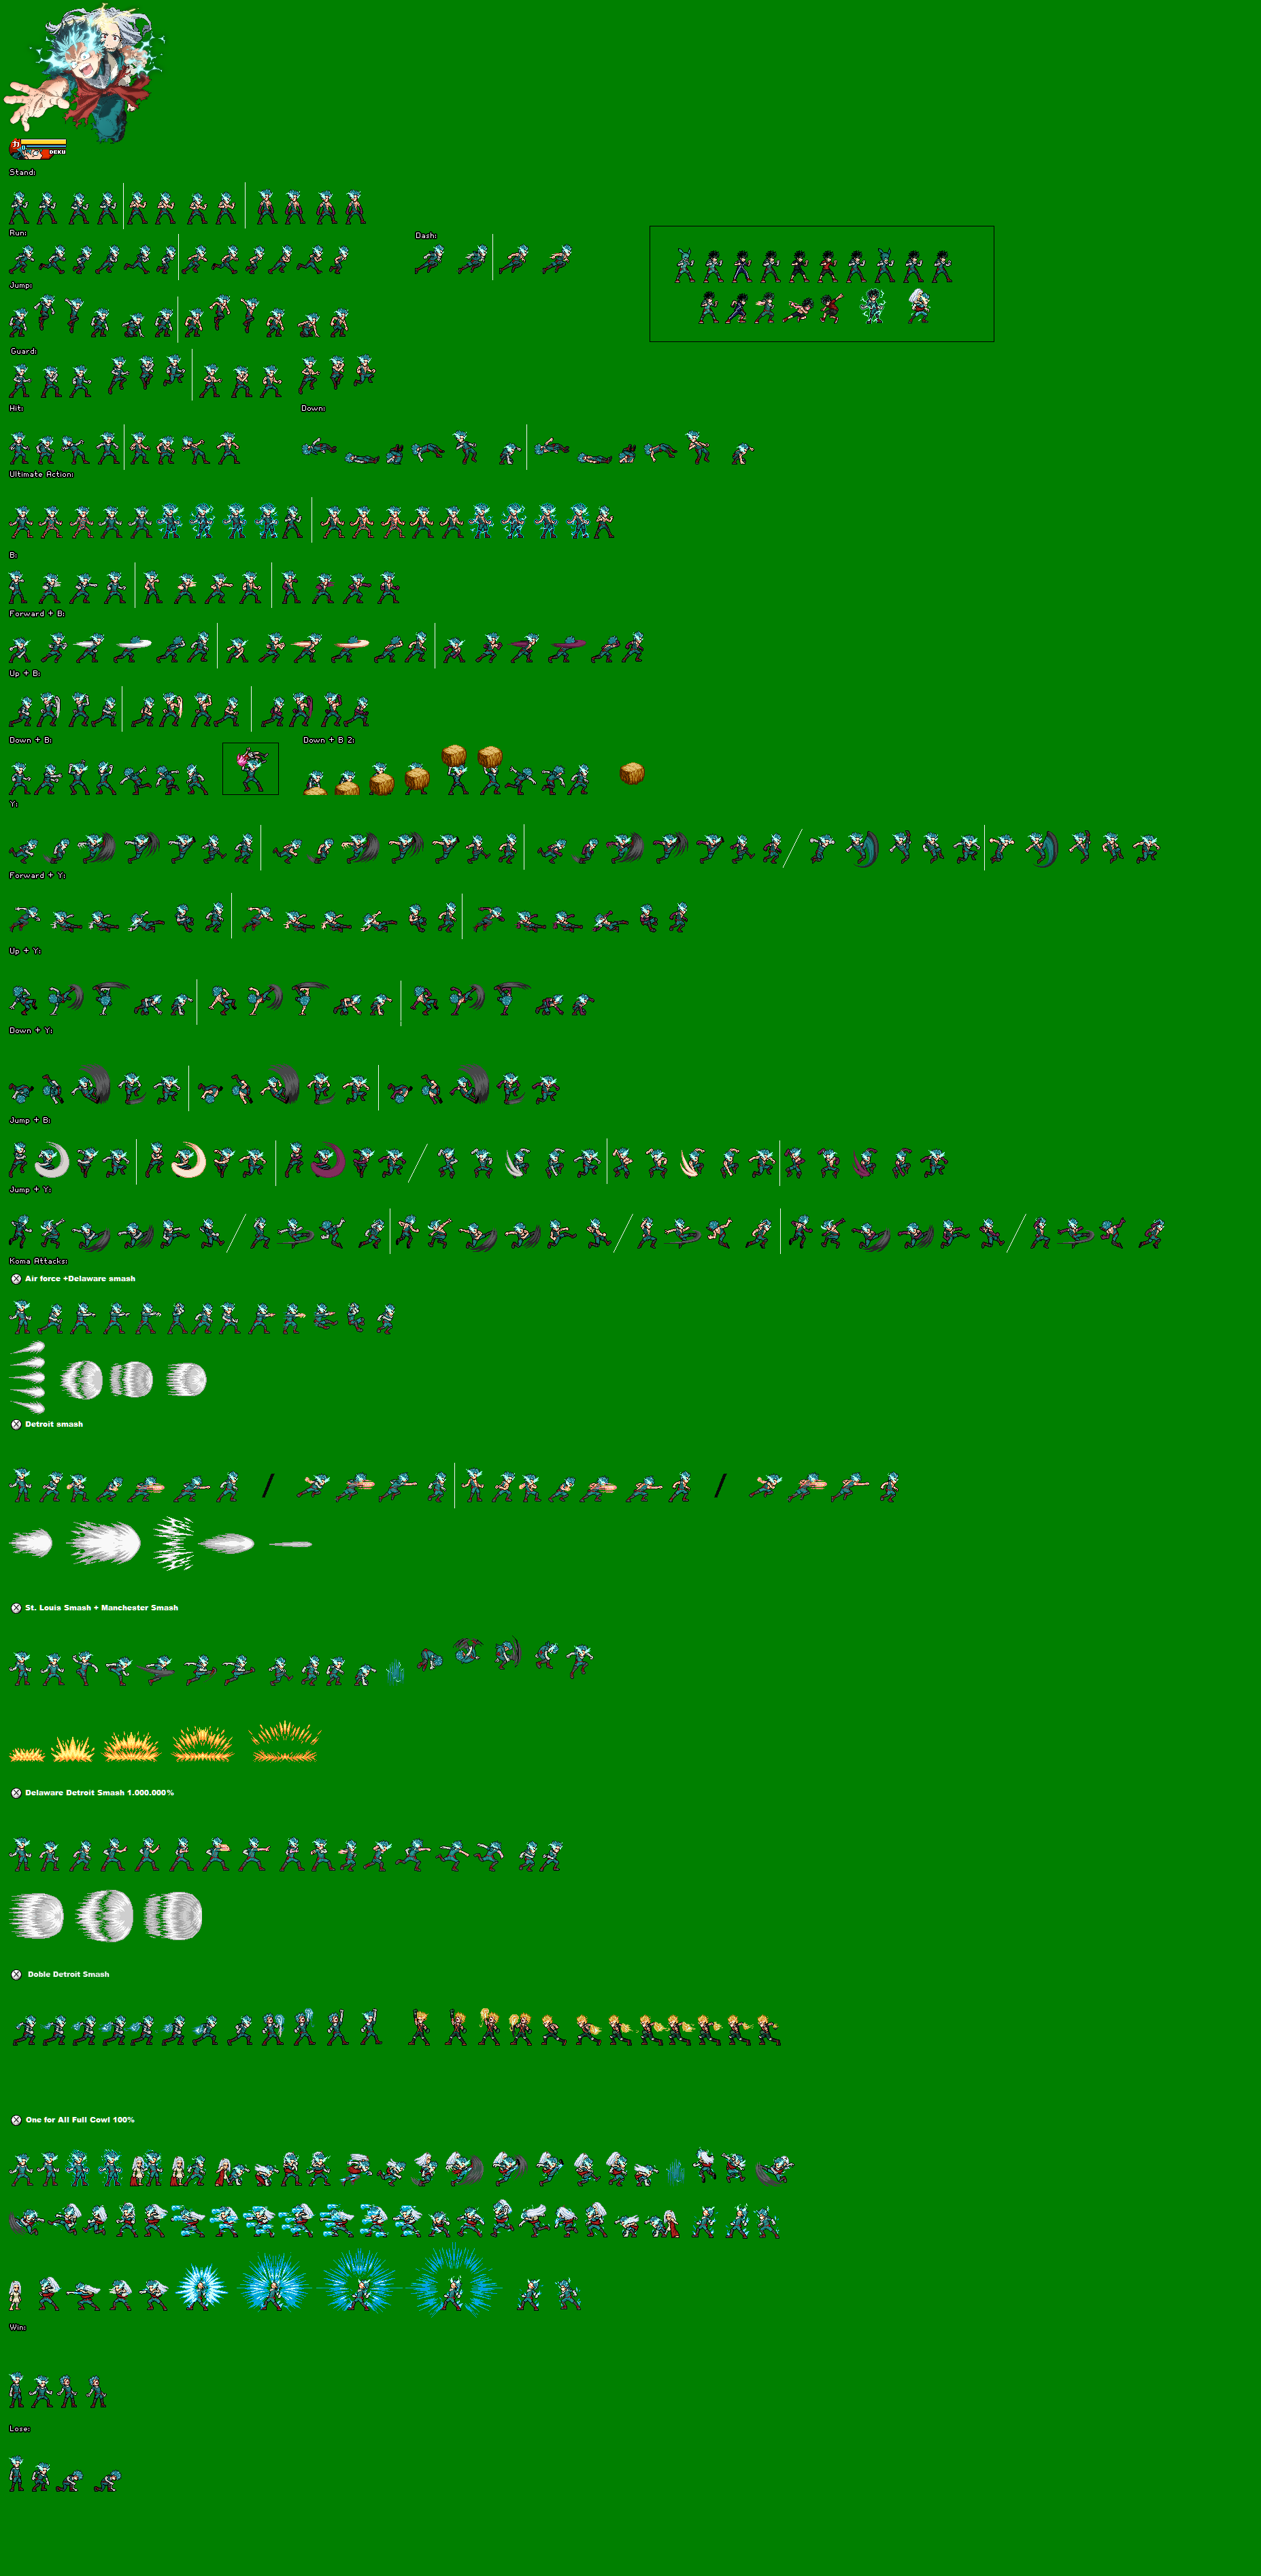 力
DEKU
Stand:
Run:
Dash:
Jump:
Guard:
Hit:
Down:
Ultimate Action:
B:
Forward + B:
Up + B:
Down + B:
Down + B 2:
Y:
Forward + Y:
Up + Y:
Down + Y:
Jump + B:
Jump + Y:
Koma Attacks:
Air force +Delaware smash
Detroit smash
St. Louis Smash + Manchester Smash
Delaware Detroit Smash 1.000.000%
Doble Detroit Smash
One for All Full Cowl 100%
Win:
Lose: